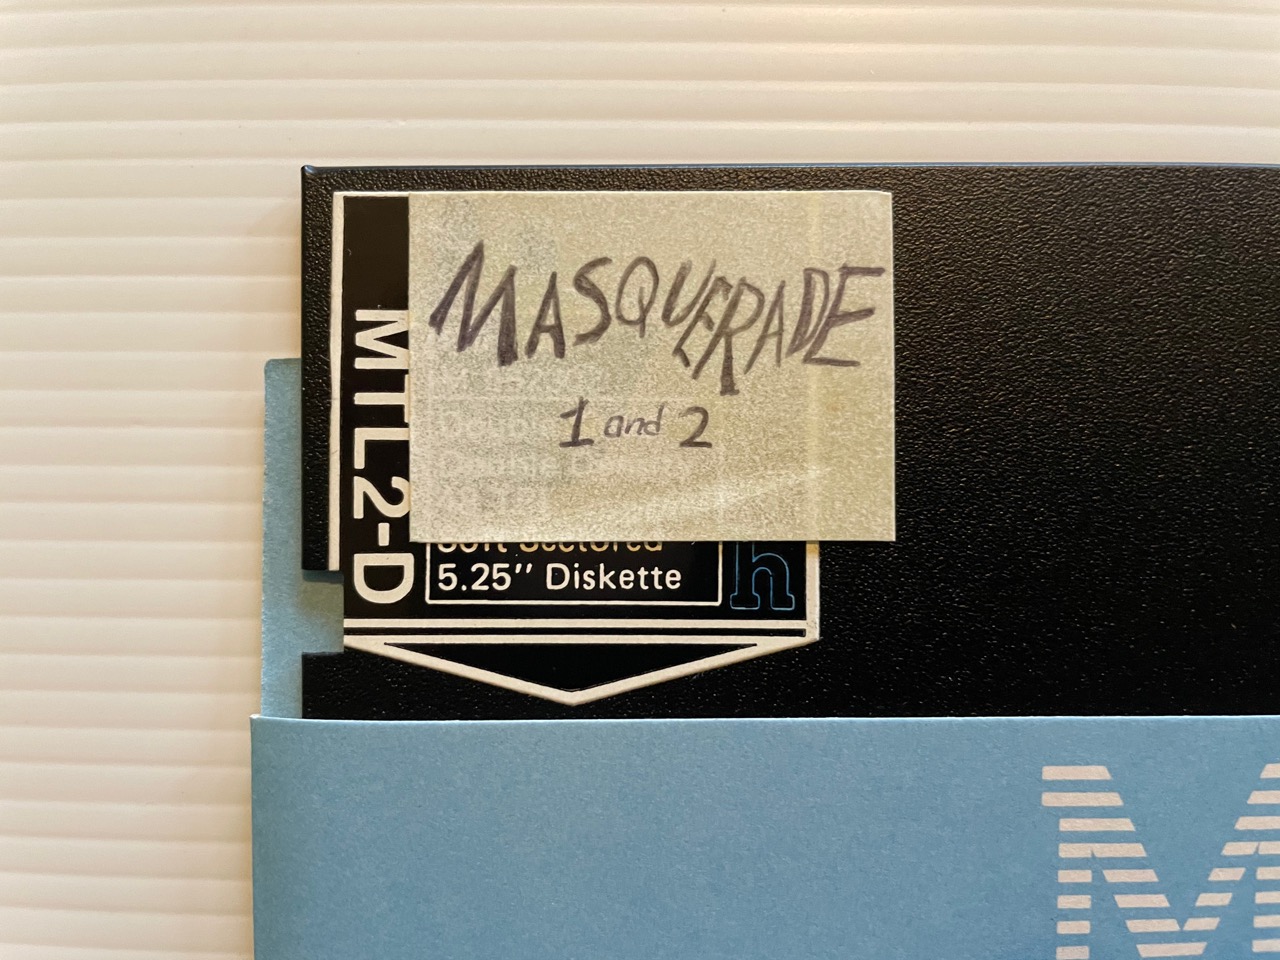 MASQUERADE
1 and 2
MTL2-D
Soft Sectored
5.25" Diskette
h
M